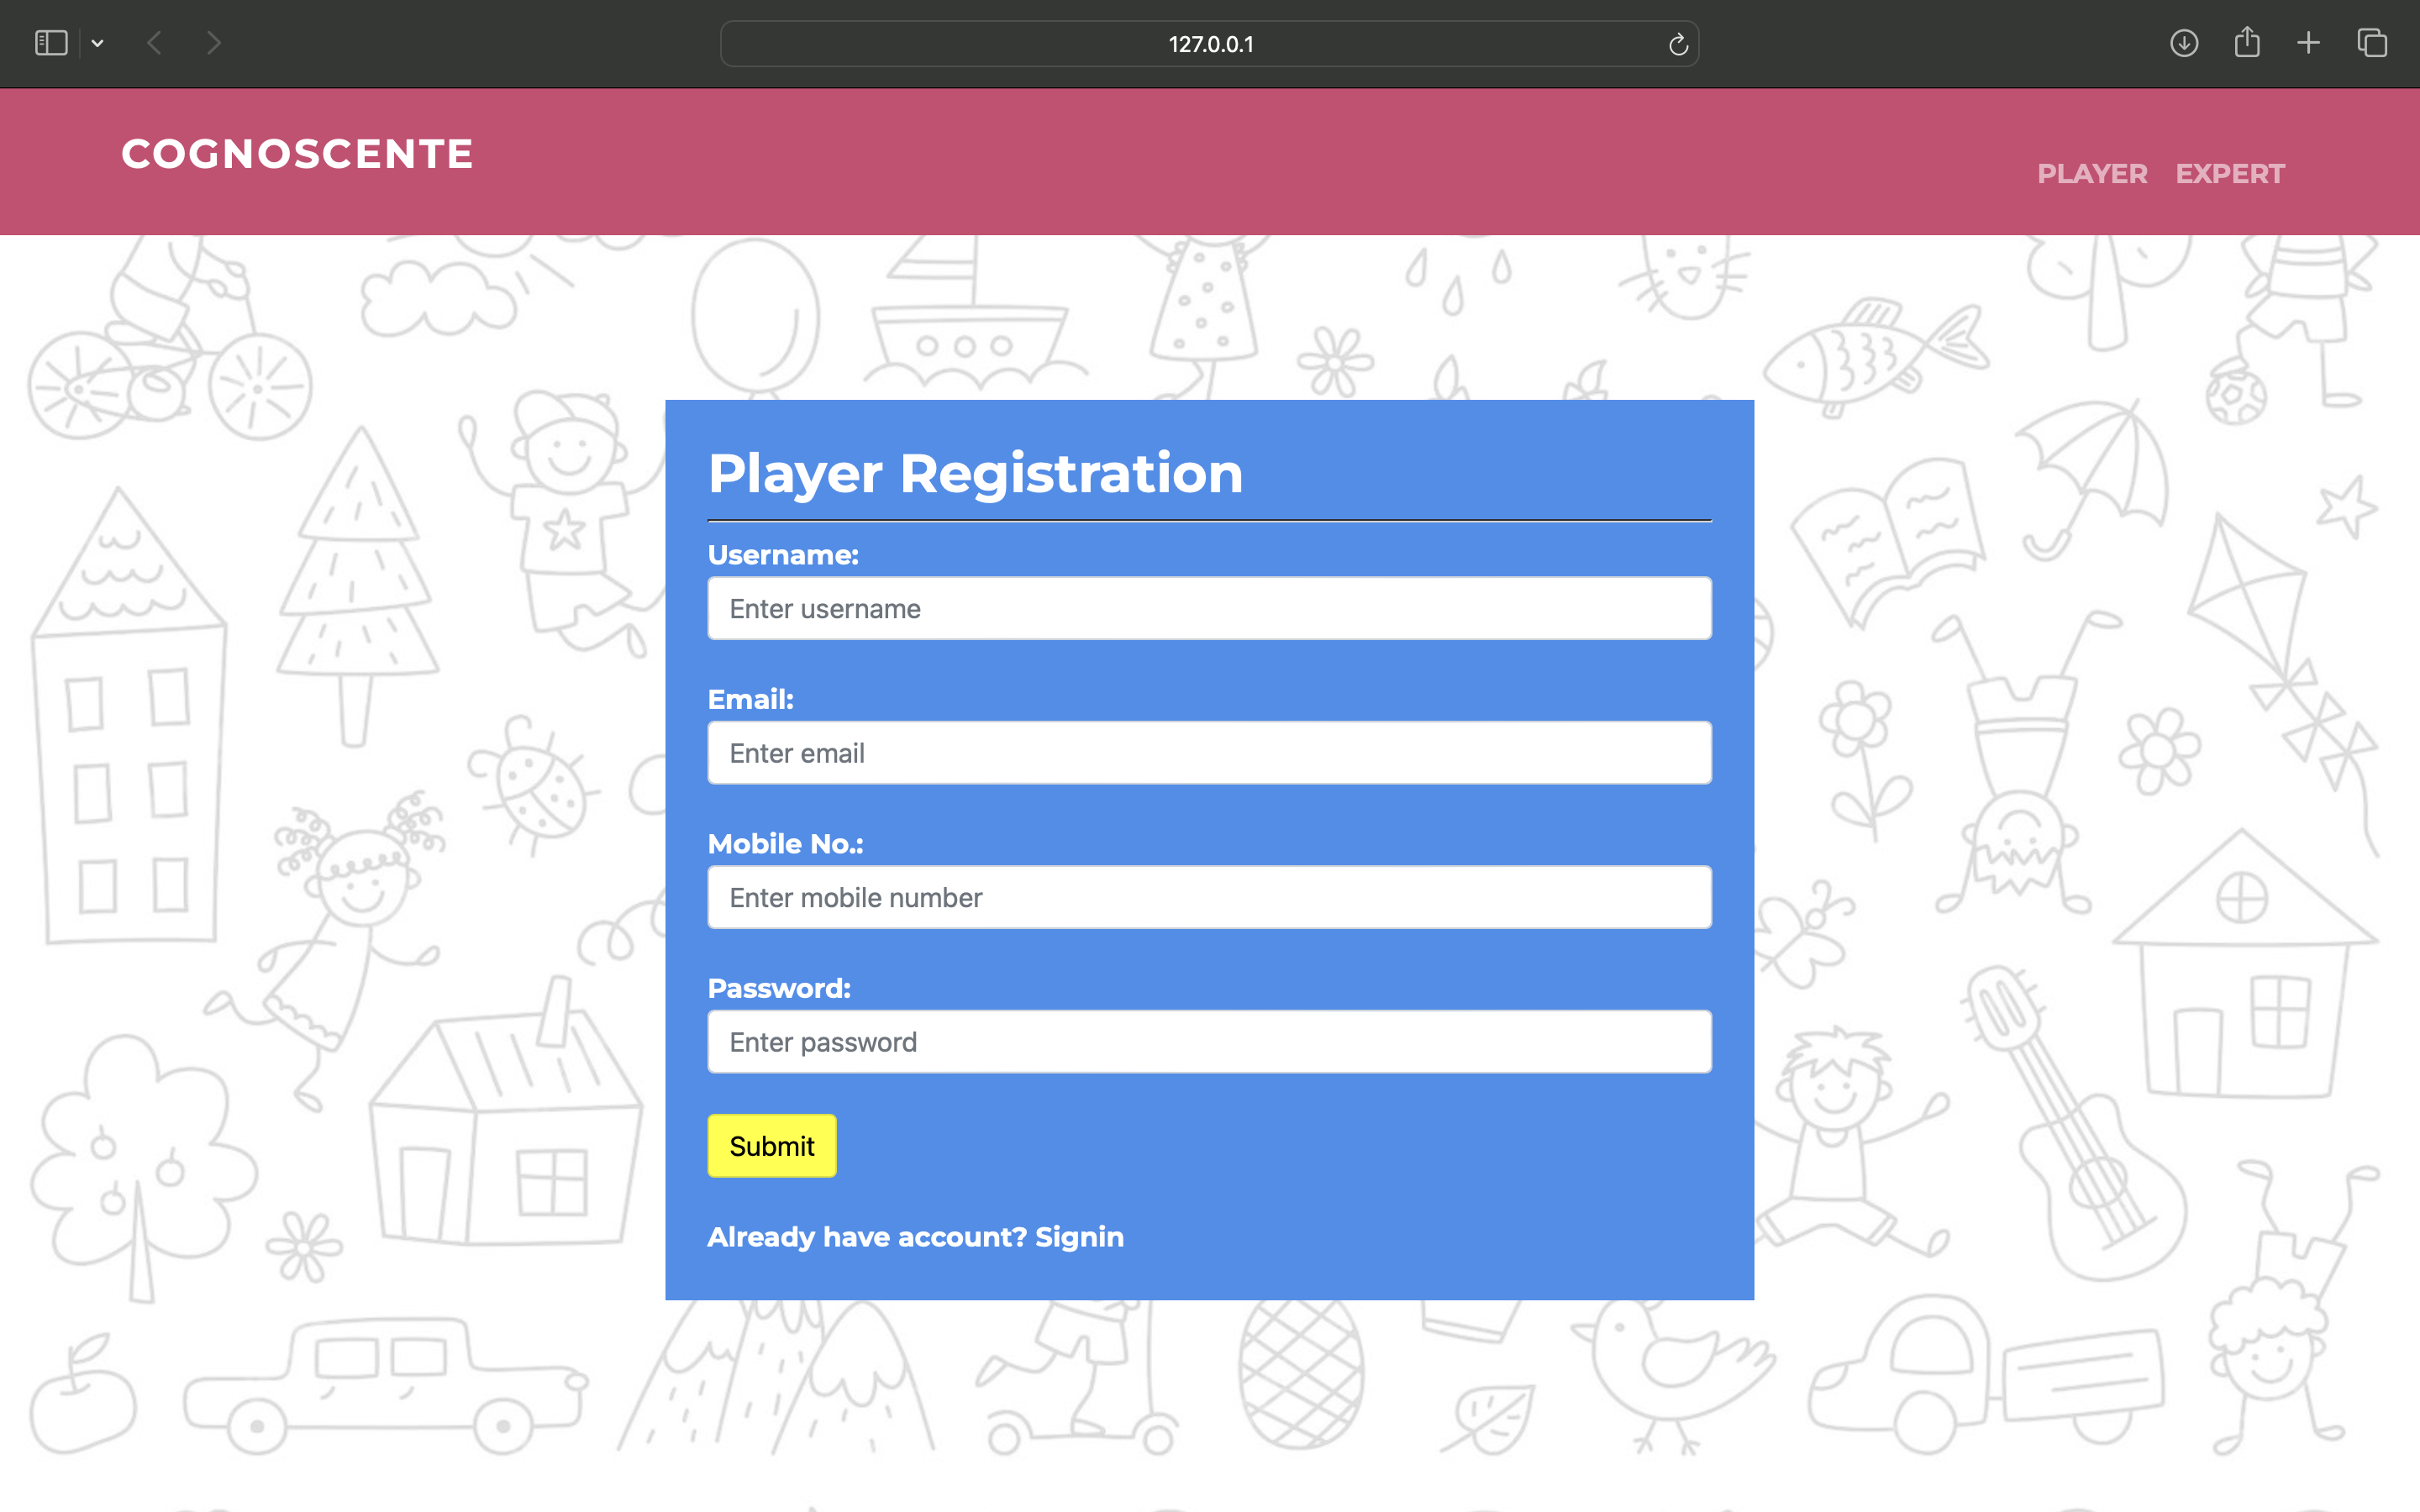 127.0.0.1
COGNOSCENTE
PLAYER EXPERT
Player Registration
Username:
Enter username
Email:
Enter email
Mobile No.:
Enter mobile number
Password:
Enter password
Submit
Already have account? Signin